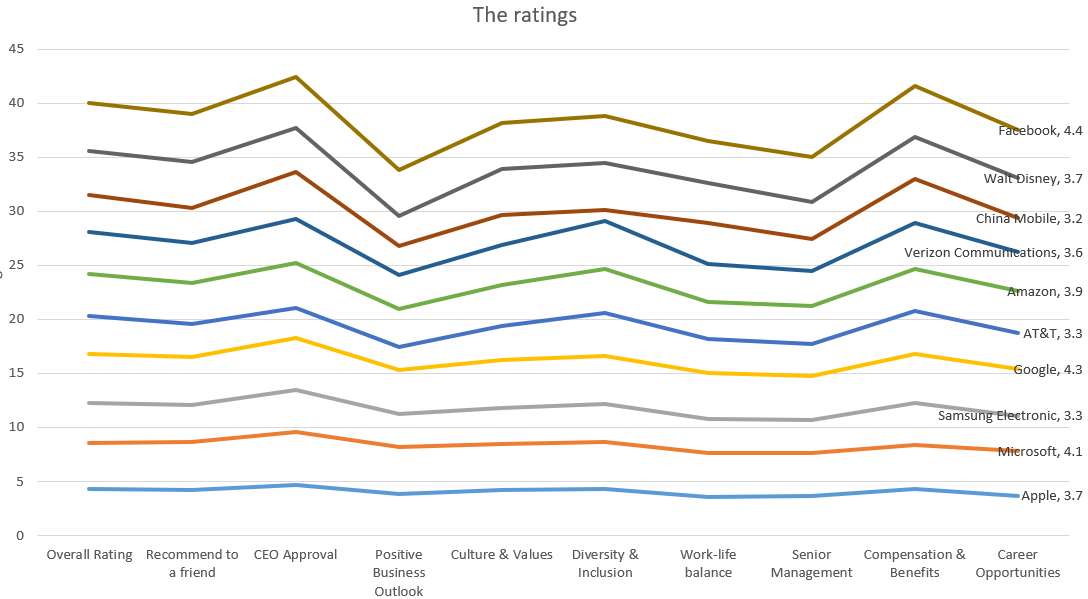 The ratings
45
40
35
30
25
20
15
10
5
0
Facebook, 4.4
Walt Disney, 3.7
China Mobile, 3.2
Verizon Communications, 3.6
Amazon, 3.9
AT&T, 3.3
Google, 4.3
Samsung Electronic, 3.3
Microsoft, 4.1
Apple, 3.7
Overall Rating
Recommend to
a friend
CEO Approval
Positive
Business
Outlook
Culture & Values
Diversity &
Inclusion
Work-life
balance
Senior
Management
Compensation &
Benefits
Career
Opportunities